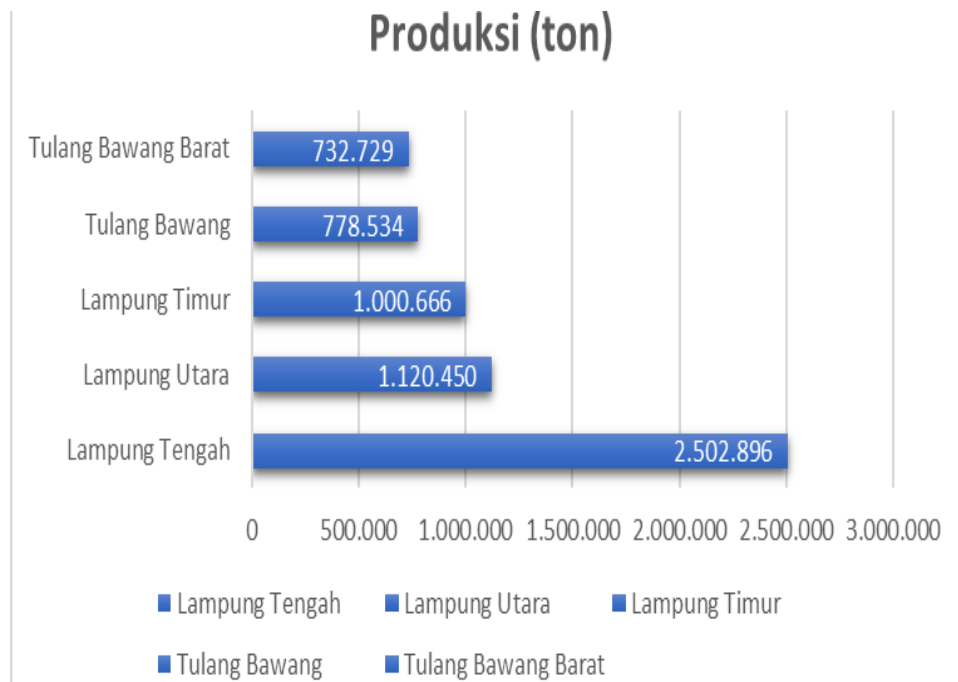 Produksi (ton)
Tulang Bawang Barat 732.729
Tulang Bawang 778.534
Lampung Timur 1.000.666
Lampung Utara 1.120.450
Lampung Tengah 2.502.896
0 500.000 1.000.000 1.500.000 2.000.000 2.500.000 3.000.000
Lampung Tengah Lampung Utara Lampung Timur
Tulang Bawang Tulang Bawang Barat